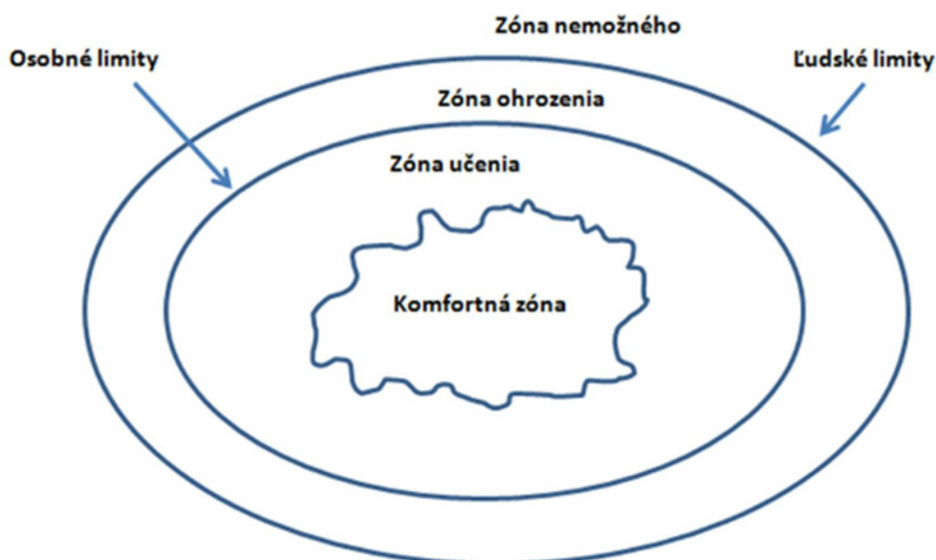 Zóna nemožného
Osobné limity
Ľudské limity
Zóna ohrozenia
Zóna učenia
Komfortná zóna